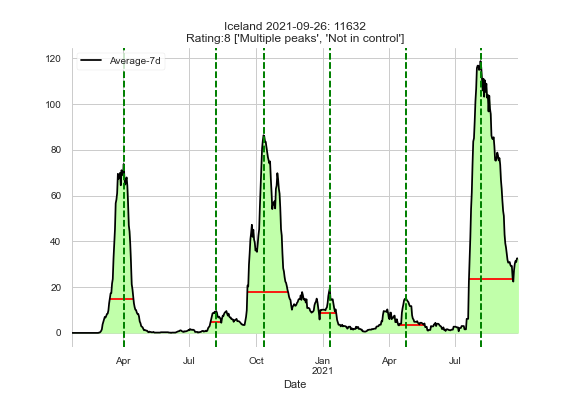 Iceland 2021-09-26: 11632
Rating:8 ['Multiple peaks', 'Not in control']
Average-7d
120
100
80
60
40
20
0
Apr Jul Oct Jan Apr Jul
2021
Date